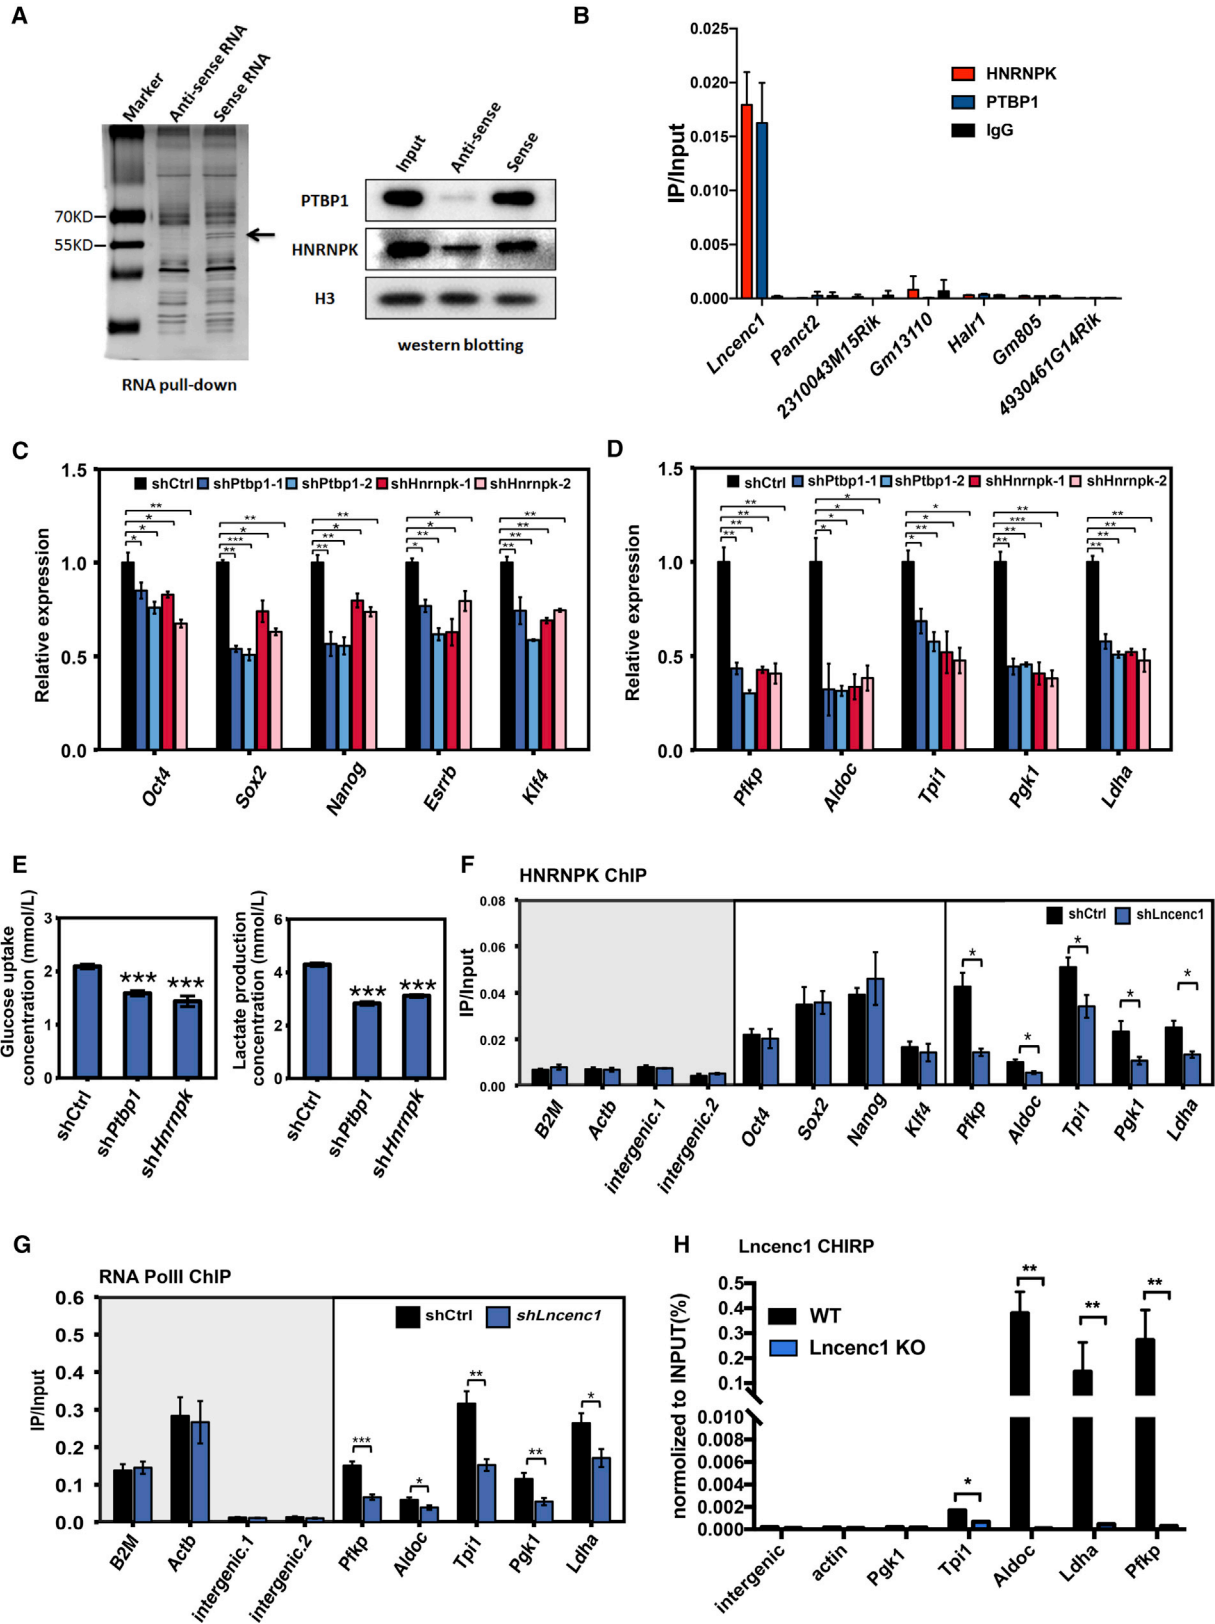 A
Marker
Anti-sense RNA
Sense RNA
70KD
55KD
RNA pull-down
Input
Anti-sense
Sense
PTBP1
HNRNPK
H3
western blotting
B
IP/Input
0.025
0.020
0.015
0.010
0.005
0.000
HNRNPK
PTBP1
IgG
Lncenc1
Panct2
2310043M15Rik
Gm13110
Halr1
Gm805
4930461G14Rik
C
Relative expression
1.5
1.0
0.5
0.0
shCtrl shPtbp1-1 shPtbp1-2 shHnrnpk-1 shHnrnpk-2
** * * *
** * *** **
** * ** **
* * ** *
** ** ** **
Oct4
Sox2
Nanog
Esrrb
Klf4
D
Relative expression
1.5
1.0
0.5
0.0
shCtrl shPtbp1-1 shPtbp1-2 shHnrnpk-1 shHnrnpk-2
** ** ** **
* * * *
** * * *
** *** ** **
** ** ** **
Pfkp
Aldoc
Tpi1
Pgk1
Ldha
E
Glucose uptake
concentration (mmol/L)
3
2
1
0
*** ***
shCtrl
shPtbp1
shHnrnpk
Lactate production
concentration (mmol/L)
6
4
2
0
*** ***
shCtrl
shPtbp1
shHnrnpk
F
HNRNPK ChIP
IP/Input
0.08
0.06
0.04
0.02
0.00
shCtrl shLncenc1
* * * * *
B2M
Actb
intergenic.1
intergenic.2
Oct4
Sox2
Nanog
Klf4
Pfkp
Aldoc
Tpi1
Pgk1
Ldha
G
RNA PolII ChIP
IP/Input
0.6
0.5
0.4
0.3
0.2
0.1
0.0
shCtrl shLncenc1
*** * ** ** *
B2M
Actb
intergenic.1
intergenic.2
Pfkp
Aldoc
Tpi1
Pgk1
Ldha
H
Lncenc1 CHIRP
normolized to INPUT(%)
0.5
0.4
0.3
0.2
0.1
0.010
0.008
0.006
0.004
0.002
0.000
WT
Lncenc1 KO
* ** ** **
intergenic
actin
Pgk1
Tpi1
Aldoc
Ldha
Pfkp